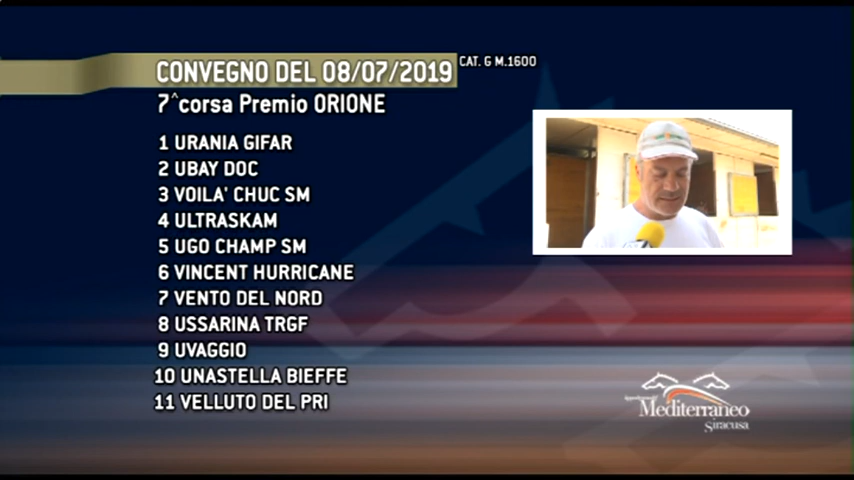 CONVEGNO DEL 08/07/2019 CAT. G M.1600
7^corsa Premio ORIONE
1 URANIA GIFAR
2 UBAY DOC
3 VOILA' CHUC SM
4 ULTRASKAM
5 UGO CHAMP SM
6 VINCENT HURRICANE
7 VENTO DEL NORD
8 USSARINA TRGF
9 UVAGGIO
10 UNASTELLA BIEFFE
11 VELLUTO DEL PRI
Mediterraneo
Siracusa